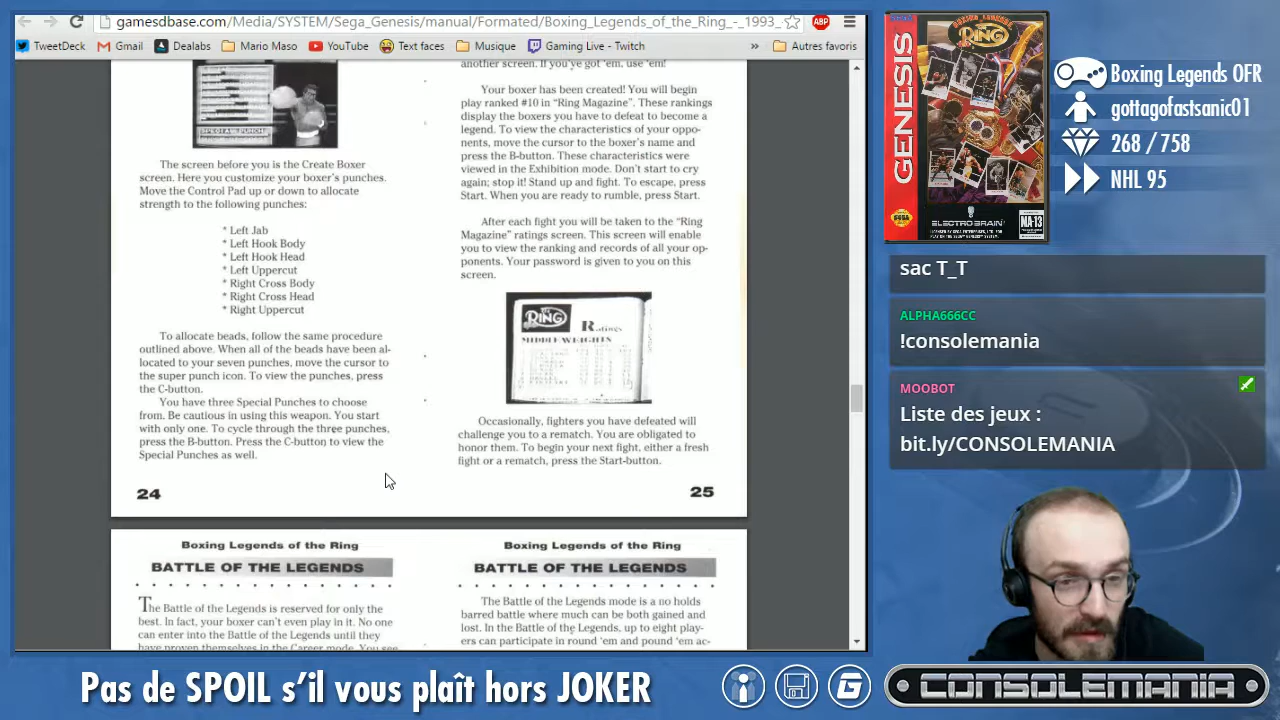 gamesdbase.com/Media/SYSTEM/Sega_Genesis/manual/Formated/Boxing_Legends_of_the_Ring_-_1993_
ABP
TweetDeck
Gmail
Dealabs
Mario Maso
YouTube
Text faces
Musique
Gaming Live - Twitch
»
Autres favoris
The screen before you is the Create Boxer
screen. Here you customize your boxer's punches.
Move the Control Pad up or down to allocate
strength to the following punches:
* Left Jab
* Left Hook Body
* Left Hook Head
* Left Uppercut
* Right Cross Body
* Right Cross Head
* Right Uppercut
To allocate beads, follow the same procedure
outlined above. When all of the beads have been al-
located to your seven punches, move the cursor to
the super punch icon. To view the punches, press
the C-button.
You have three Special Punches to choose
from. Be cautious in using this weapon. You start
with only one. To cycle through the three punches,
press the B-button. Press the C-button to view the
Special Punches as well.
24
another screen. If you've got 'em, use 'em!
Your boxer has been created! You will begin
play ranked #10 in "Ring Magazine". These rankings
display the boxers you have to defeat to become a
legend. To view the characteristics of your oppo-
nents, move the cursor to the boxer's name and
press the B-button. These characteristics were
viewed in the Exhibition mode. Don't start to cry
again; stop it! Stand up and fight. To escape, press
Start. When you are ready to rumble, press Start.
After each fight you will be taken to the "Ring
Magazine" ratings screen. This screen will enable
you to view the ranking and records of all your op-
ponents. Your password is given to you on this
screen.
RING
Ratings
MIDDLEWEIGHTS
Occasionally, fighters you have defeated will
challenge you to a rematch. You are obligated to
honor them. To begin your next fight, either a fresh
fight or a rematch, press the Start-button.
25
Boxing Legends of the Ring
BATTLE OF THE LEGENDS
The Battle of the Legends is reserved for only the
best. In fact, your boxer can't even play in it. No one
can enter into the Battle of the Legends until they
have proven themselves in the Career mode. You see
Boxing Legends of the Ring
BATTLE OF THE LEGENDS
The Battle of the Legends mode is a no holds
barred battle where much can be both gained and
lost. In the Battle of the Legends, up to eight play-
ers can participate in round 'em and pound 'em ac-
GENESIS
RING
SEGA
ELECTROBRAIN
MA-13
Boxing Legends OFR
gottagofastsanic01
268 / 758
NHL 95
sac T_T
ALPHA666CC
!consolemania
MOOBOT
Liste des jeux :
bit.ly/CONSOLEMANIA
Pas de SPOIL s'il vous plaît hors JOKER
G
CONSOLEMANIA